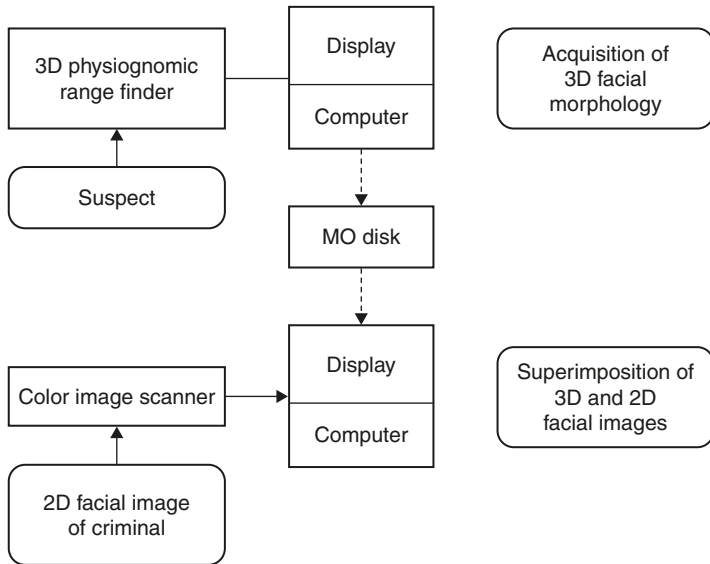 3D physiognomic
range finder
Display
Computer
Acquisition of
3D facial
morphology
Suspect
MO disk
Color image scanner
Display
Computer
Superimposition of
3D and 2D
facial images
2D facial image
of criminal